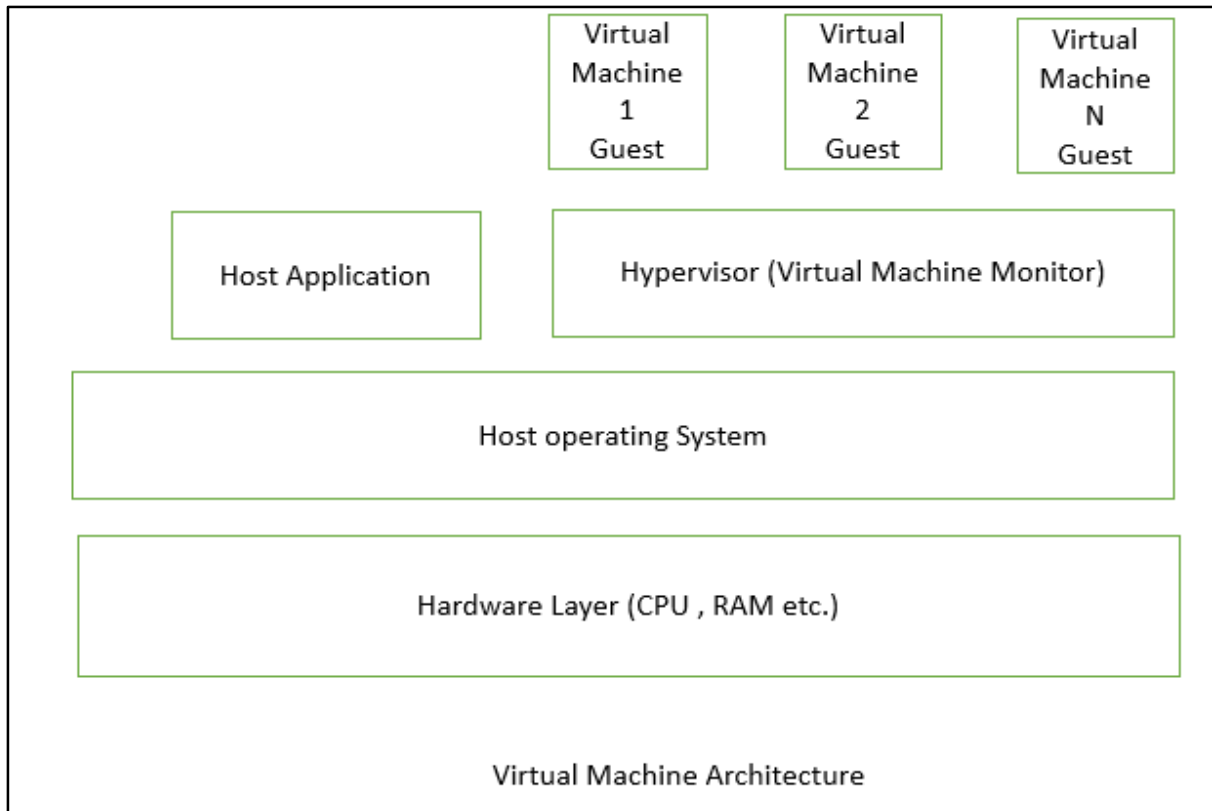 Virtual
Machine
1
Guest
Virtual
Machine
2
Guest
Virtual
Machine
N
Guest
Host Application
Hypervisor (Virtual Machine Monitor)
Host operating System
Hardware Layer (CPU , RAM etc.)
Virtual Machine Architecture